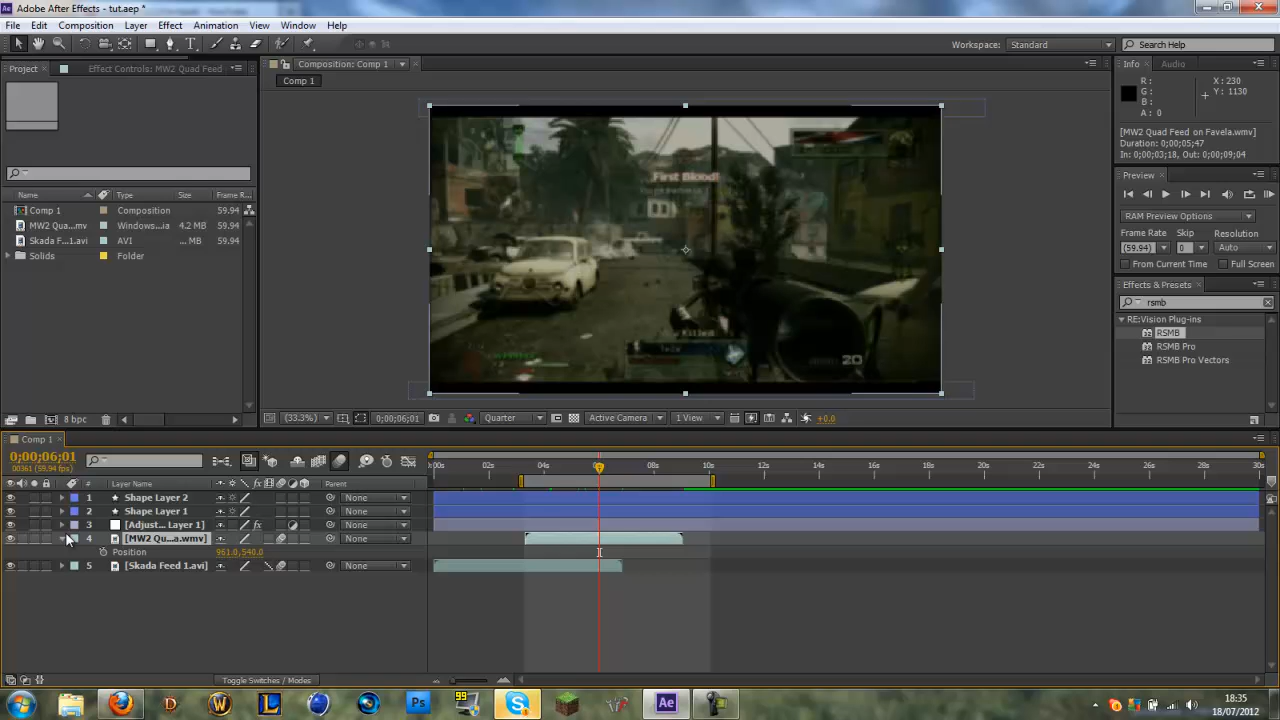 Adobe After Effects - tut.aep *
File Edit Composition Layer Effect Animation View Window Help
Workspace: Standard Search Help
Project Effect Controls: MW2 Quad Feed
Composition: Comp 1
Comp 1
Info Audio
R : X : 230
G : Y : 1130
B :
A : 0
[MW2 Quad Feed on Favela.wmv]
Duration: 0;00;05;47
In: 0;00;03;18, Out: 0;00;09;04
Preview
RAM Preview Options
Frame Rate Skip Resolution
(59.94) 0 Auto
From Current Time Full Screen
Effects & Presets
rsmb
RE:Vision Plug-ins
RSMB
RSMB Pro
RSMB Pro Vectors
Name Type Size Frame R...
Comp 1 Composition 59.94
MW2 Qua...mv Windows...ia 4.2 MB 59.94
Skada F...1.avi AVI ... MB 59.94
Solids Folder
First Blood!
20
8 bpc
(33.3%) 0;00;06;01 Quarter Active Camera 1 View +0.0
Comp 1
0;00;06;01
00361 (59.94 fps)
:00s 02s 04s 06s 08s 10s 12s 14s 16s 18s 20s 22s 24s 26s 28s 30s
# Layer Name Parent
1 Shape Layer 2 None
2 Shape Layer 1 None
3 [Adjust... Layer 1] fx None
4 [MW2 Qu...a.wmv] None
Position 961.0,540.0
5 [Skada Feed 1.avi] None
Toggle Switches / Modes
18:35
18/07/2012